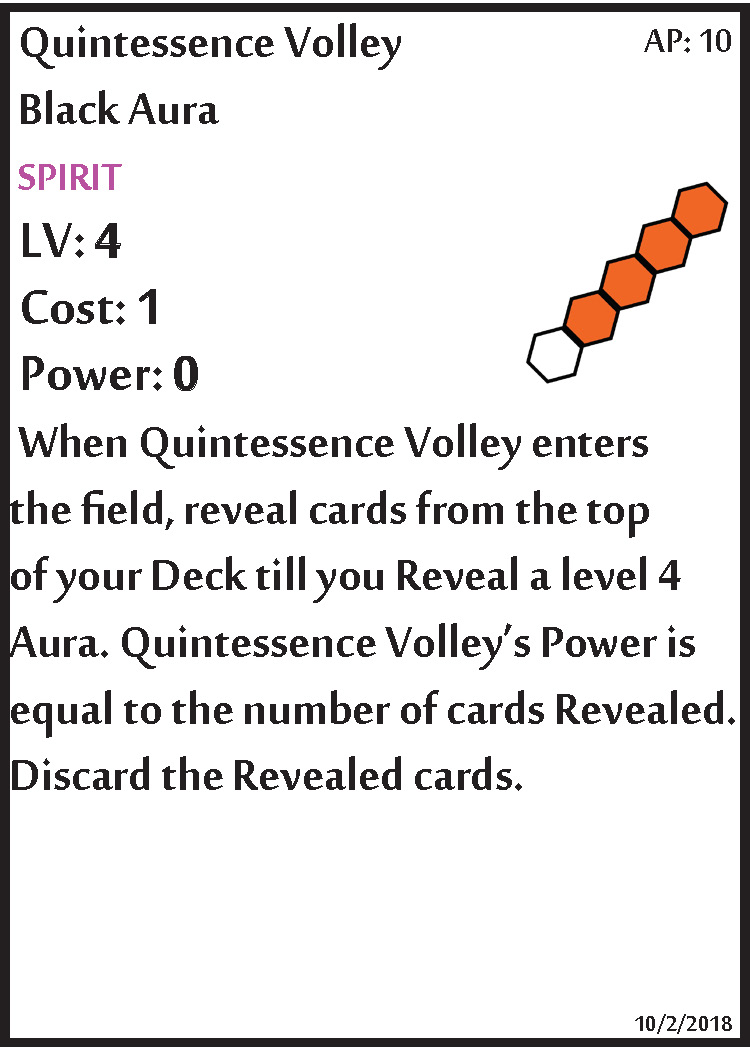 Quintessence Volley
AP: 10
Black Aura
SPIRIT
LV: 4
Cost: 1
Power: 0
When Quintessence Volley enters
the field, reveal cards from the top
of your Deck till you Reveal a level 4
Aura. Quintessence Volley's Power is
equal to the number of cards Revealed.
Discard the Revealed cards.
10/2/2018